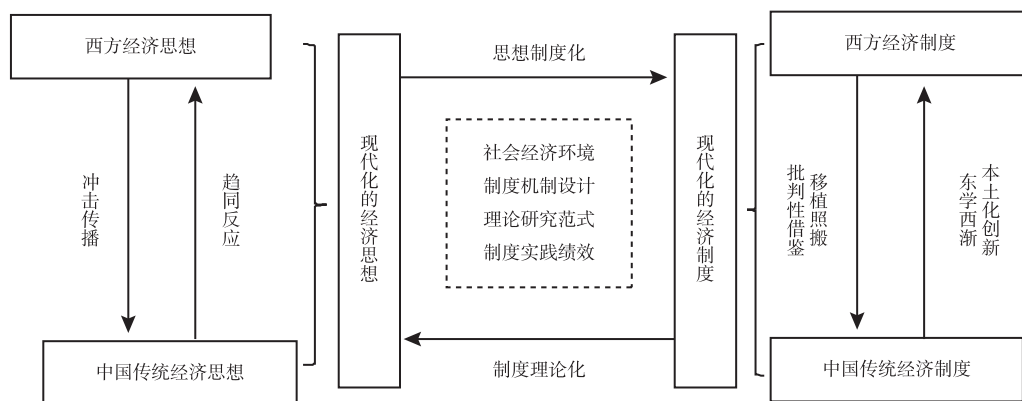 西方经济思想
冲击传播
趋同反应
中国传统经济思想
现代化的经济思想
思想制度化
社会经济环境
制度机制设计
理论研究范式
制度实践绩效
制度理论化
现代化的经济制度
西方经济制度
移植照搬
批判性借鉴
本土化创新
东学西渐
中国传统经济制度